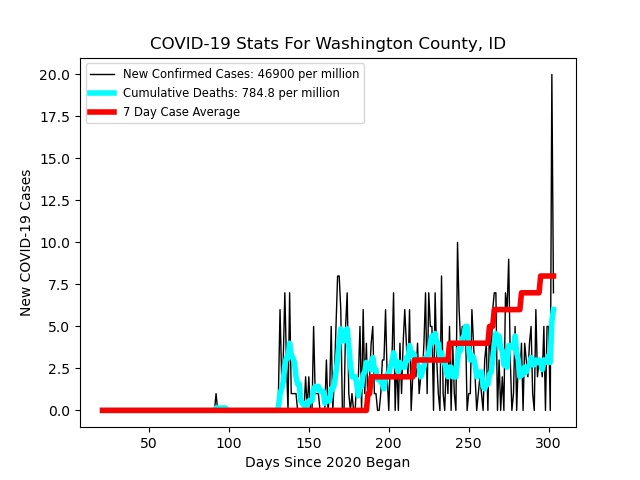 COVID-19 Stats For Washington County, ID
New Confirmed Cases: 46900 per million
Cumulative Deaths: 784.8 per million
7 Day Case Average
20.0
17.5
15.0
12.5
10.0
7.5
5.0
2.5
0.0
New COVID-19 Cases
50 100 150 200 250 300
Days Since 2020 Began